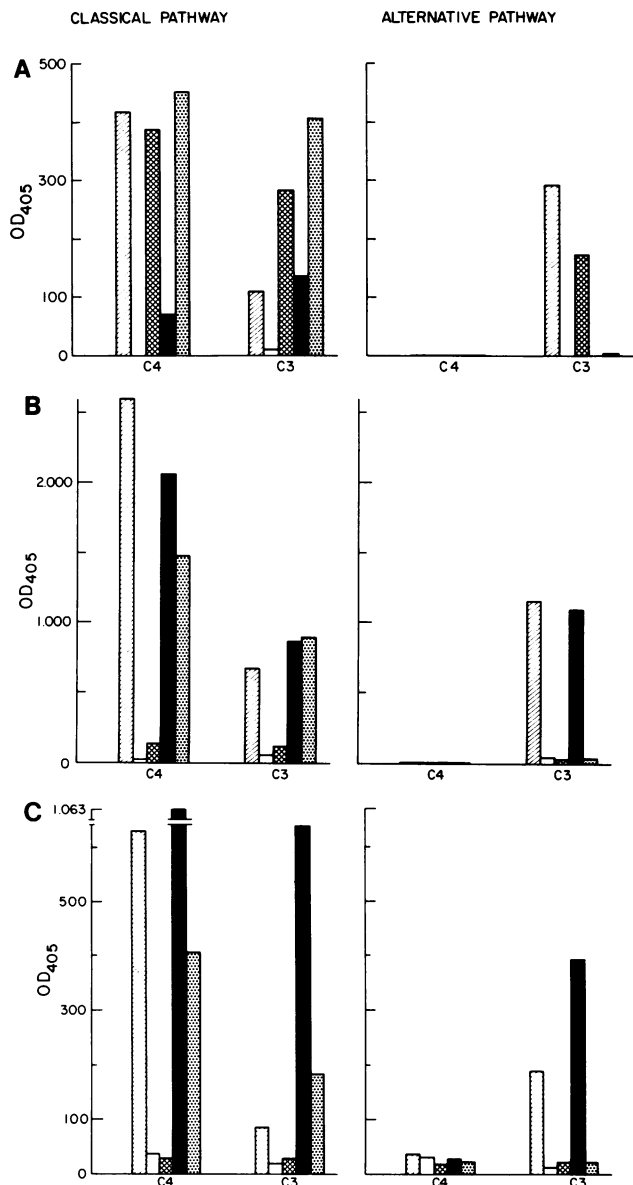 CLASSICAL PATHWAY
ALTERNATIVE PATHWAY
A
500
300
100
0
OD405
C4
C3
C4
C3
B
2.000
1.000
0
OD405
C4
C3
C4
C3
C
1.063
500
300
100
0
OD405
C4
C3
C4
C3